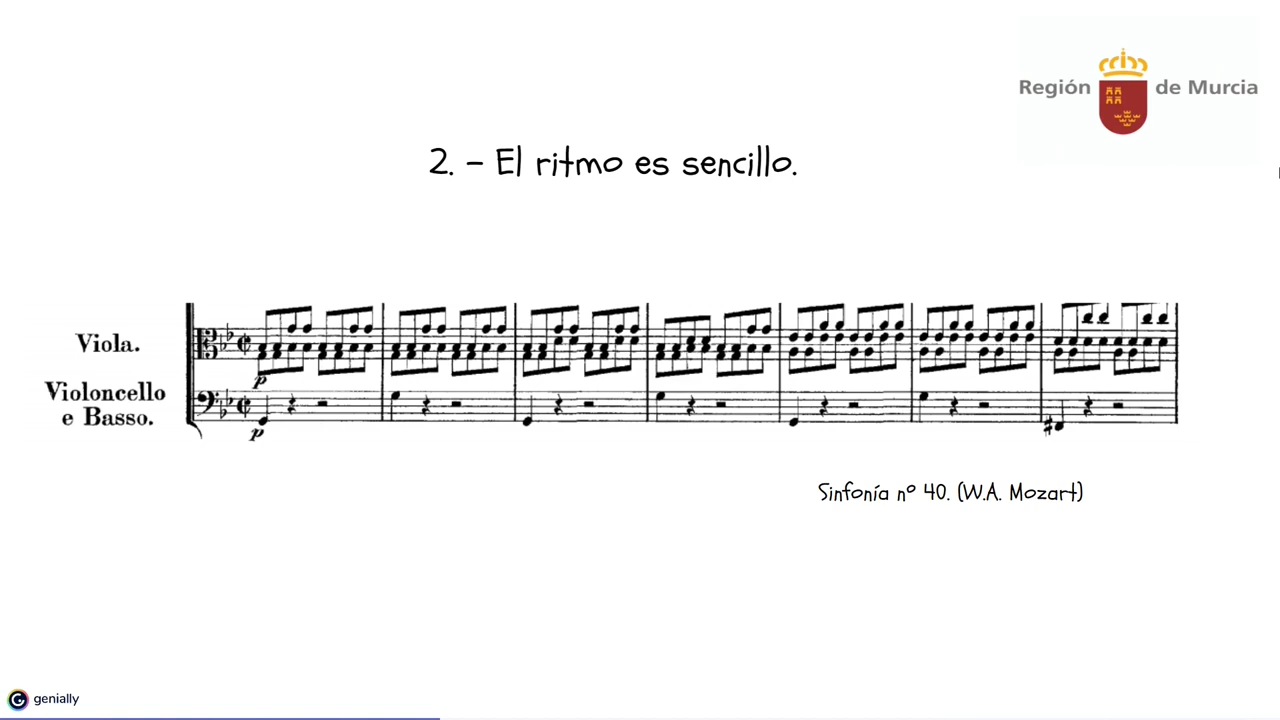 Región de Murcia
2. - El ritmo es sencillo.
Viola.
p
Violoncello
e Basso.
p
Sinfonía nº 40. (W.A. Mozart)
G genially